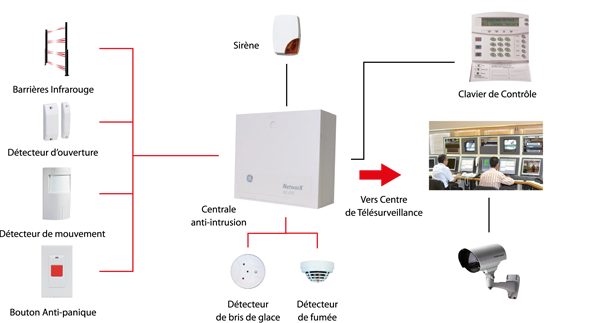 Sirène
Barrières Infrarouge
Clavier de Contrôle
Détecteur d'ouverture
NetworX
Centrale
anti-intrusion
Vers Centre
de Télésurveillance
Détecteur de mouvement
Bouton Anti-panique
Détecteur
de bris de glace
Détecteur
de fumée